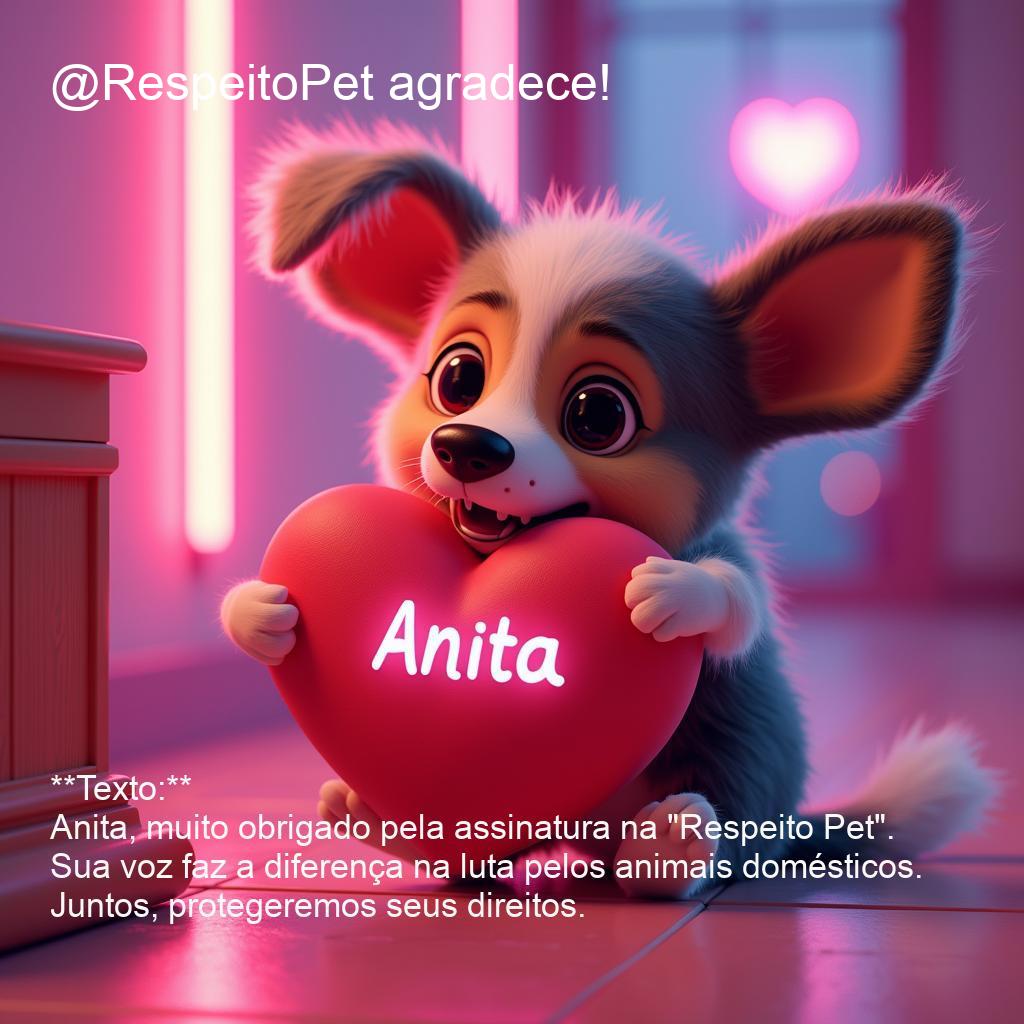 @RespeitoPet agradece!
Anita
**Texto:**
Anita, muito obrigado pela assinatura na "Respeito Pet".
Sua voz faz a diferença na luta pelos animais domésticos.
Juntos, protegeremos seus direitos.